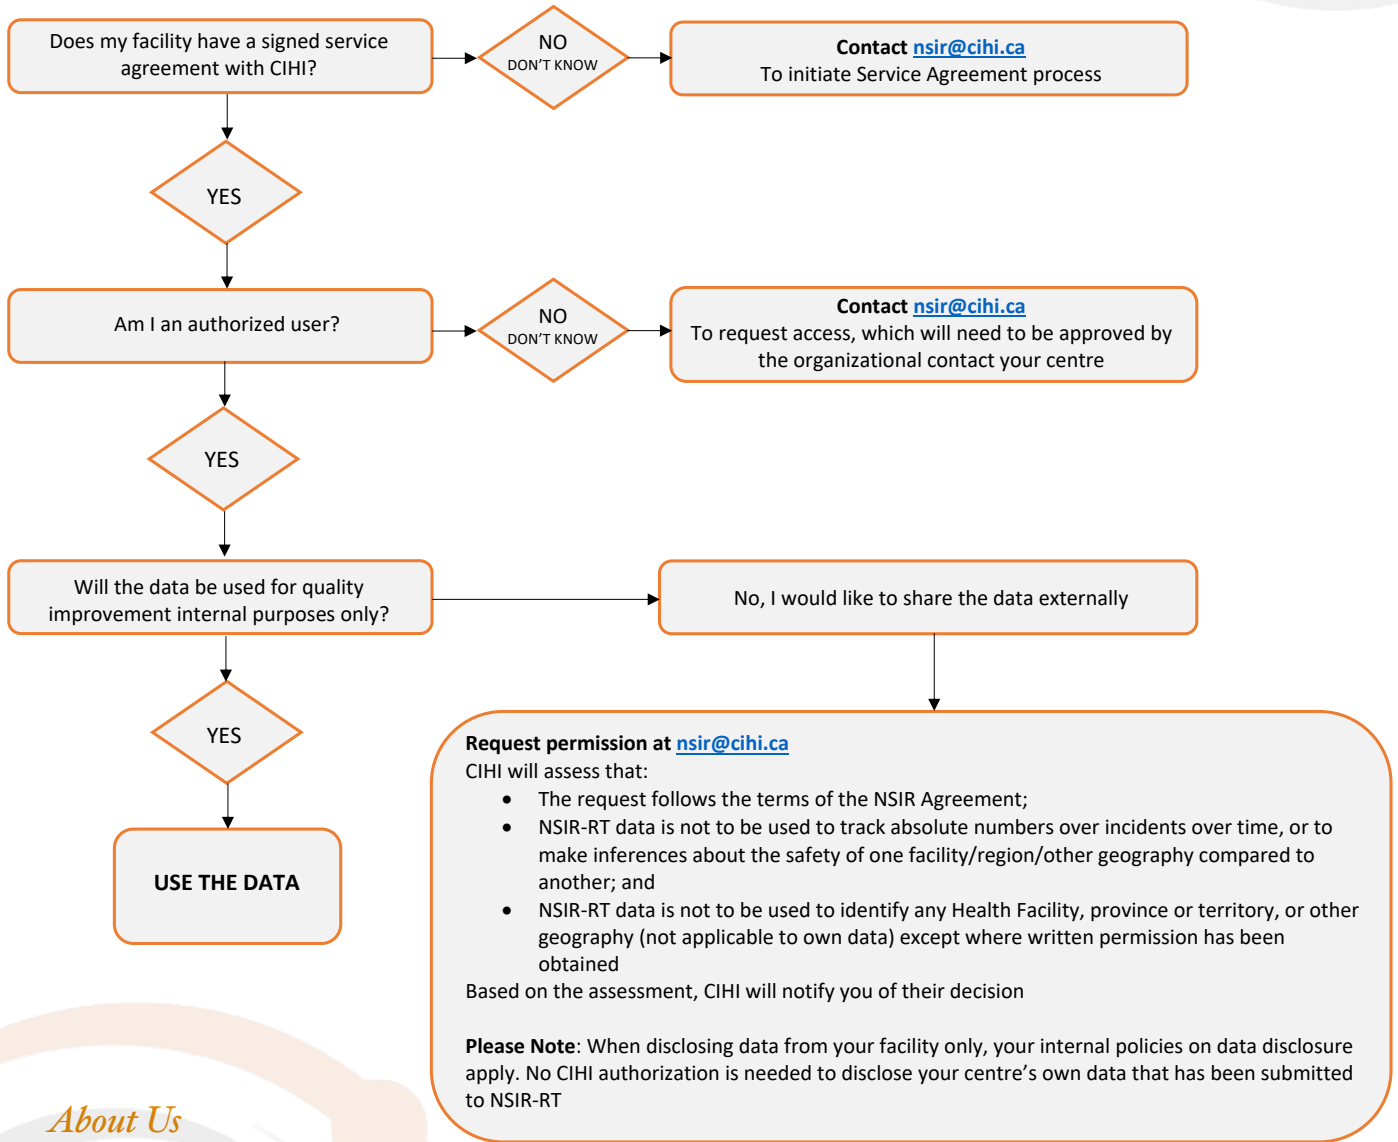 Does my facility have a signed service
agreement with CIHI?
NO
DON'T KNOW
Contact nsir@cihi.ca
To initiate Service Agreement process
YES
Am I an authorized user?
NO
DON'T KNOW
Contact nsir@cihi.ca
To request access, which will need to be approved by
the organizational contact your centre
YES
Will the data be used for quality
improvement internal purposes only?
No, I would like to share the data externally
YES
USE THE DATA
Request permission at nsir@cihi.ca
CIHI will assess that:
• The request follows the terms of the NSIR Agreement;
• NSIR-RT data is not to be used to track absolute numbers over incidents over time, or to
make inferences about the safety of one facility/region/other geography compared to
another; and
• NSIR-RT data is not to be used to identify any Health Facility, province or territory, or other
geography (not applicable to own data) except where written permission has been
obtained
Based on the assessment, CIHI will notify you of their decision
Please Note: When disclosing data from your facility only, your internal policies on data disclosure
apply. No CIHI authorization is needed to disclose your centre's own data that has been submitted
to NSIR-RT
About Us